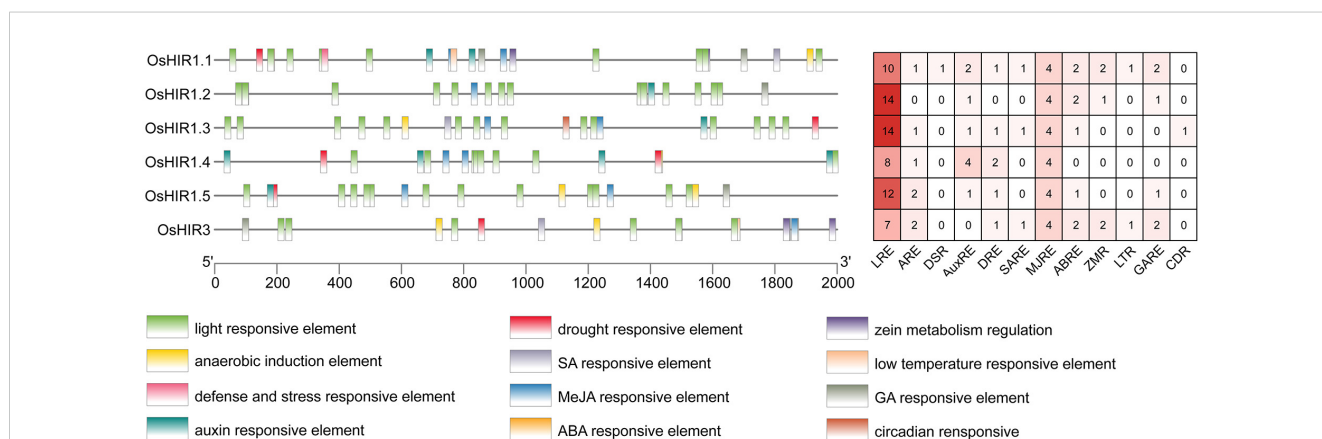 OsHIR1.1
OsHIR1.2
OsHIR1.3
OsHIR1.4
OsHIR1.5
OsHIR3
5' 3'
0 200 400 600 800 1000 1200 1400 1600 1800 2000
10 1 1 2 1 1 4 2 2 1 2 0
14 0 0 1 0 0 4 2 1 0 1 0
14 1 0 1 1 1 4 1 0 0 0 1
8 1 0 4 2 0 4 0 0 0 0 0
12 2 0 1 1 0 4 1 0 0 1 0
7 2 0 0 1 1 4 2 2 1 2 0
LRE ARE DSR AuxRE DRE SARE MJRE ABRE ZMR LTR GARE CDR
light responsive element
anaerobic induction element
defense and stress responsive element
auxin responsive element
drought responsive element
SA responsive element
MeJA responsive element
ABA responsive element
zein metabolism regulation
low temperature responsive element
GA responsive element
circadian rensponsive